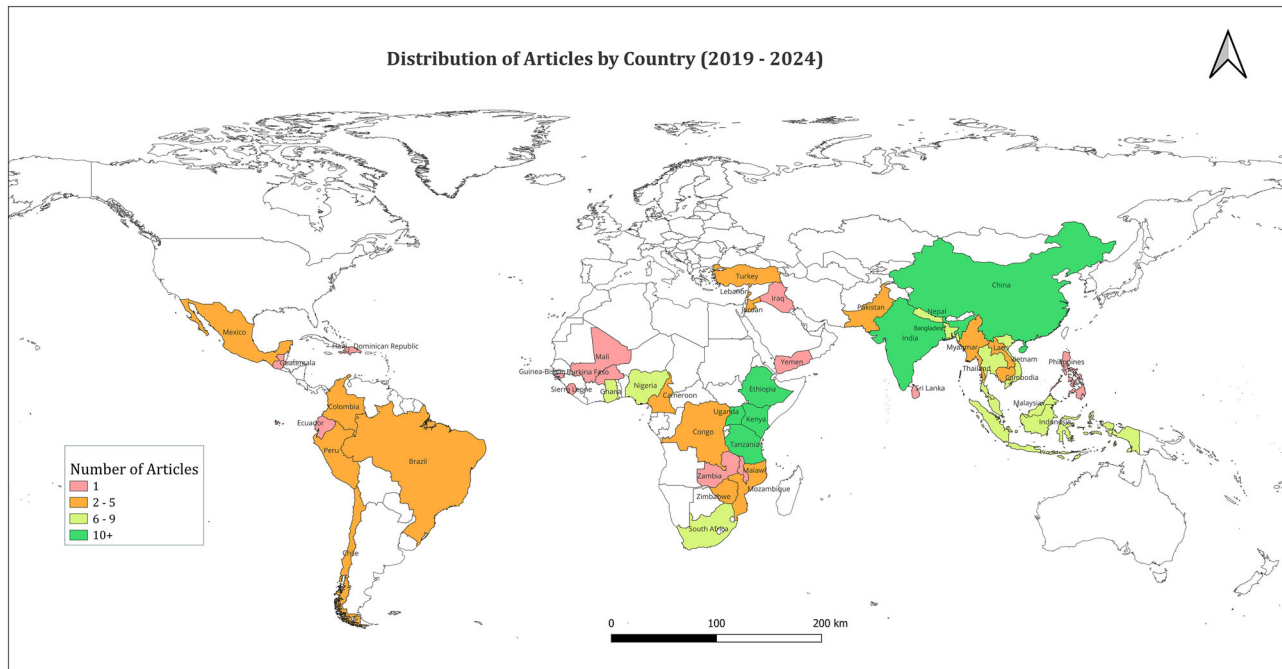 Distribution of Articles by Country (2019 - 2024)
Turkey
Lebanon
Jordan
Iraq
Pakistan
China
Nepal
Bangladesh
India
Myanmar
Laos
Vietnam
Thailand
Cambodia
Philippines
Sri Lanka
Malaysia
Indonesia
Yemen
Mexico
Haiti
Dominican Republic
Guatemala
Mali
Guinea-Bissau
Burkina Faso
Sierra Leone
Ghana
Nigeria
Cameroon
Ethiopia
Uganda
Kenya
Congo
Tanzania
Colombia
Ecuador
Peru
Brazil
Zambia
Malawi
Zimbabwe
Mozambique
South Africa
Chile
Number of Articles
1
2 - 5
6 - 9
10+
0 100 200 km